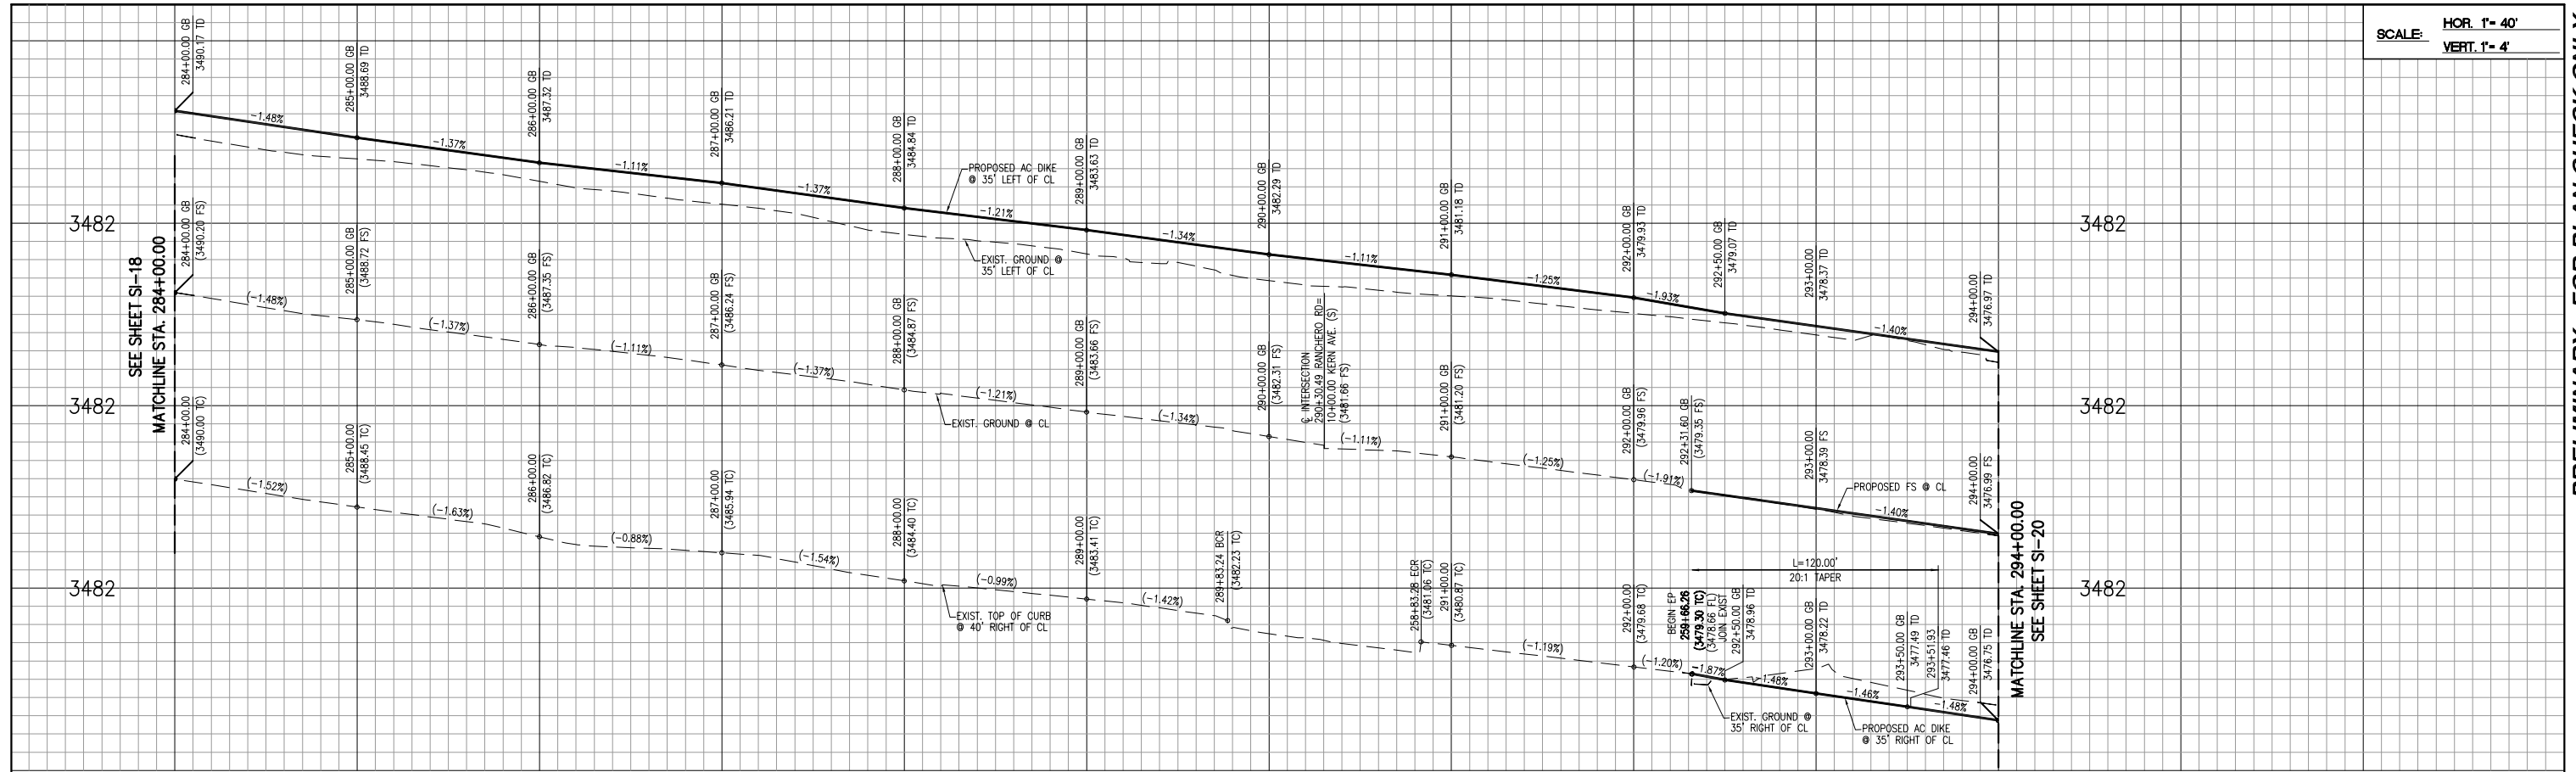 SCALE:
HOR. 1"= 40'
VERT. 1"= 4'
284+00.00 GB
3490.17 TD
-1.48%
285+00.00 GB
3488.69 TD
-1.37%
286+00.00 GB
3487.32 TD
-1.11%
287+00.00 GB
3486.21 TD
-1.37%
288+00.00 GB
3484.84 TD
PROPOSED AC DIKE
@ 35' LEFT OF CL
-1.21%
289+00.00 GB
3483.63 TD
-1.34%
290+00.00 GB
3482.29 TD
-1.11%
291+00.00 GB
3481.18 TD
-1.25%
292+00.00 GB
3479.93 TD
-1.93%
292+50.00 GB
3479.07 TD
293+00.00
3478.37 TD
-1.40%
294+00.00
3476.97 TD
EXIST. GROUND @
35' LEFT OF CL
3482
3482
SEE SHEET SI-18
MATCHLINE STA. 284+00.00
284+00.00 GB
(3490.20 FS)
(-1.48%)
285+00.00 GB
(3488.72 FS)
(-1.37%)
286+00.00 GB
(3487.35 FS)
(-1.11%)
287+00.00 GB
(3486.24 FS)
(-1.37%)
288+00.00 GB
(3484.87 FS)
(-1.21%)
EXIST. GROUND @ CL
289+00.00 GB
(3483.66 FS)
(-1.34%)
290+00.00 GB
(3482.31 FS)
℄ INTERSECTION
290+30.49 RANCHERO RD=
10+00.00 KERN AVE. (S)
(3481.66 FS)
(-1.11%)
291+00.00 GB
(3481.20 FS)
(-1.25%)
292+00.00 GB
(3479.96 FS)
(-1.91%)
292+31.60 GB
(3479.35 FS)
293+00.00
3478.39 FS
PROPOSED FS @ CL
-1.40%
294+00.00
3476.99 FS
3482
3482
284+00.00
(3490.00 TC)
(-1.52%)
285+00.00
(3488.45 TC)
(-1.63%)
286+00.00
(3486.82 TC)
(-0.88%)
287+00.00
(3485.94 TC)
(-1.54%)
288+00.00
(3484.40 TC)
(-0.99%)
EXIST. TOP OF CURB
@ 40' RIGHT OF CL
289+00.00
(3483.41 TC)
(-1.42%)
289+83.24 BCR
(3482.23 TC)
258+83.28 ECR
(3481.06 TC)
291+00.00
(3480.87 TC)
(-1.19%)
292+00.00
(3479.68 TC)
(-1.20%)
BEGIN EP
259+66.26
(3479.30 TC)
(3478.66 FL)
JOIN EXIST
-1.87%
292+50.00 GB
3478.96 TD
L=120.00'
20:1 TAPER
-1.48%
293+00.00 GB
3478.22 TD
-1.46%
293+50.00 GB
3477.49 TD
293+51.93
3477.46 TD
-1.48%
294+00.00 GB
3476.75 TD
EXIST. GROUND @
35' RIGHT OF CL
PROPOSED AC DIKE
@ 35' RIGHT OF CL
3482
3482
MATCHLINE STA. 294+00.00
SEE SHEET SI-20